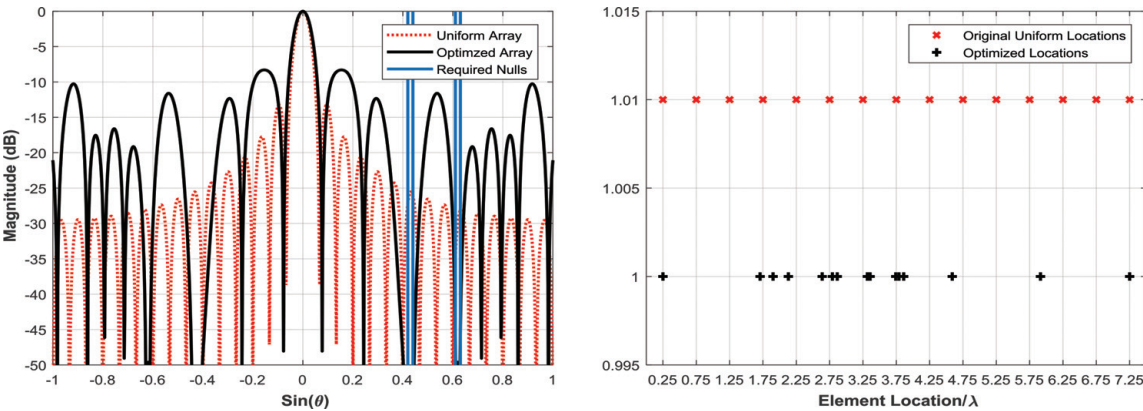 0
-5
-10
-15
-20
-25
-30
-35
-40
-45
-50
Magnitude (dB)
Uniform Array
Optimzed Array
Required Nulls
-1 -0.8 -0.6 -0.4 -0.2 0 0.2 0.4 0.6 0.8 1
Sin(θ)
1.015
1.01
1.005
1
0.995
Original Uniform Locations
Optimized Locations
0.25 0.75 1.25 1.75 2.25 2.75 3.25 3.75 4.25 4.75 5.25 5.75 6.25 6.75 7.25
Element Location/λ